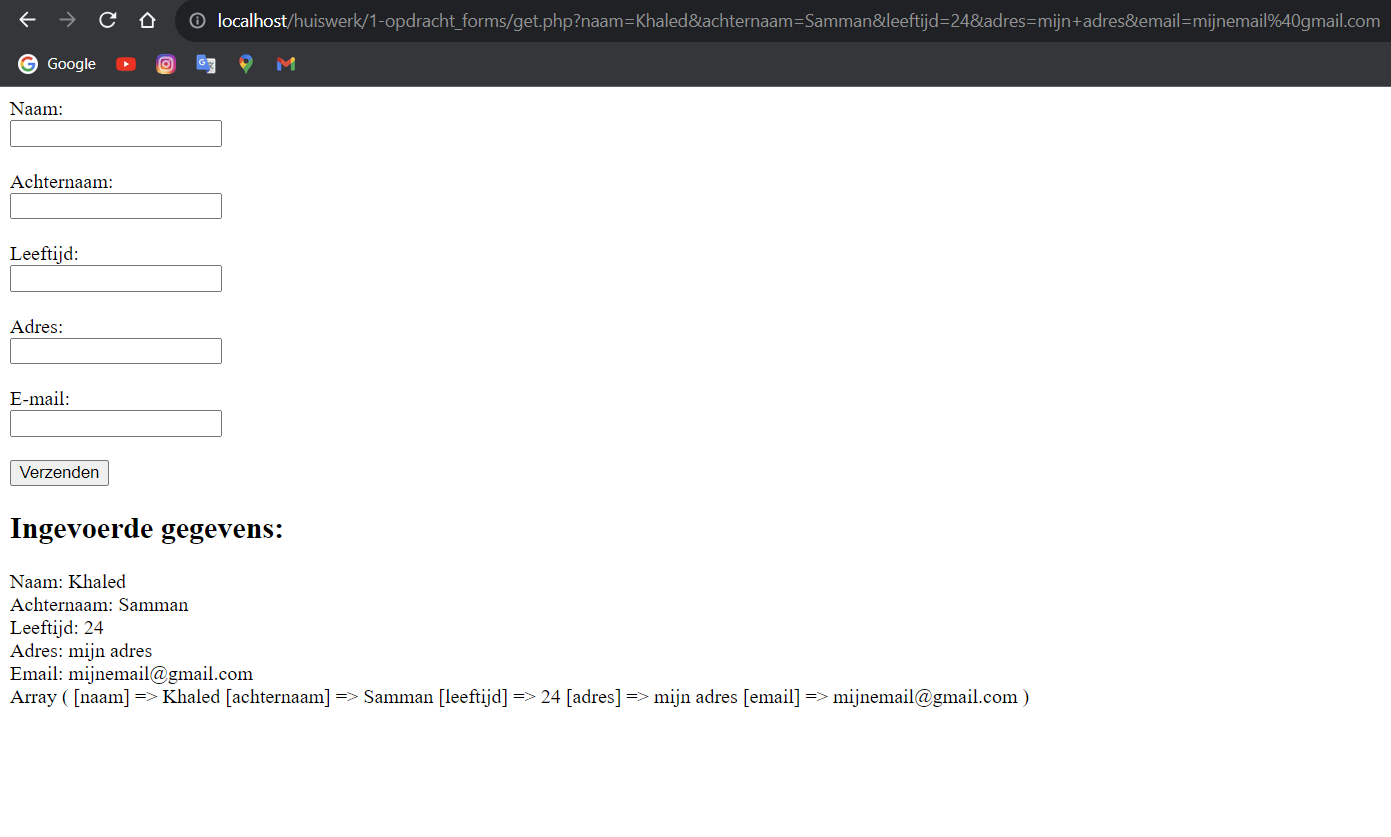 localhost/huiswerk/1-opdracht_forms/get.php?naam=Khaled&achternaam=Samman&leeftijd=24&adres=mijn+adres&email=mijnemail%40gmail.com
Google
Naam:
Achternaam:
Leeftijd:
Adres:
E-mail:
Verzenden
Ingevoerde gegevens:
Naam: Khaled
Achternaam: Samman
Leeftijd: 24
Adres: mijn adres
Email: mijnemail@gmail.com
Array ( [naam] => Khaled [achternaam] => Samman [leeftijd] => 24 [adres] => mijn adres [email] => mijnemail@gmail.com )